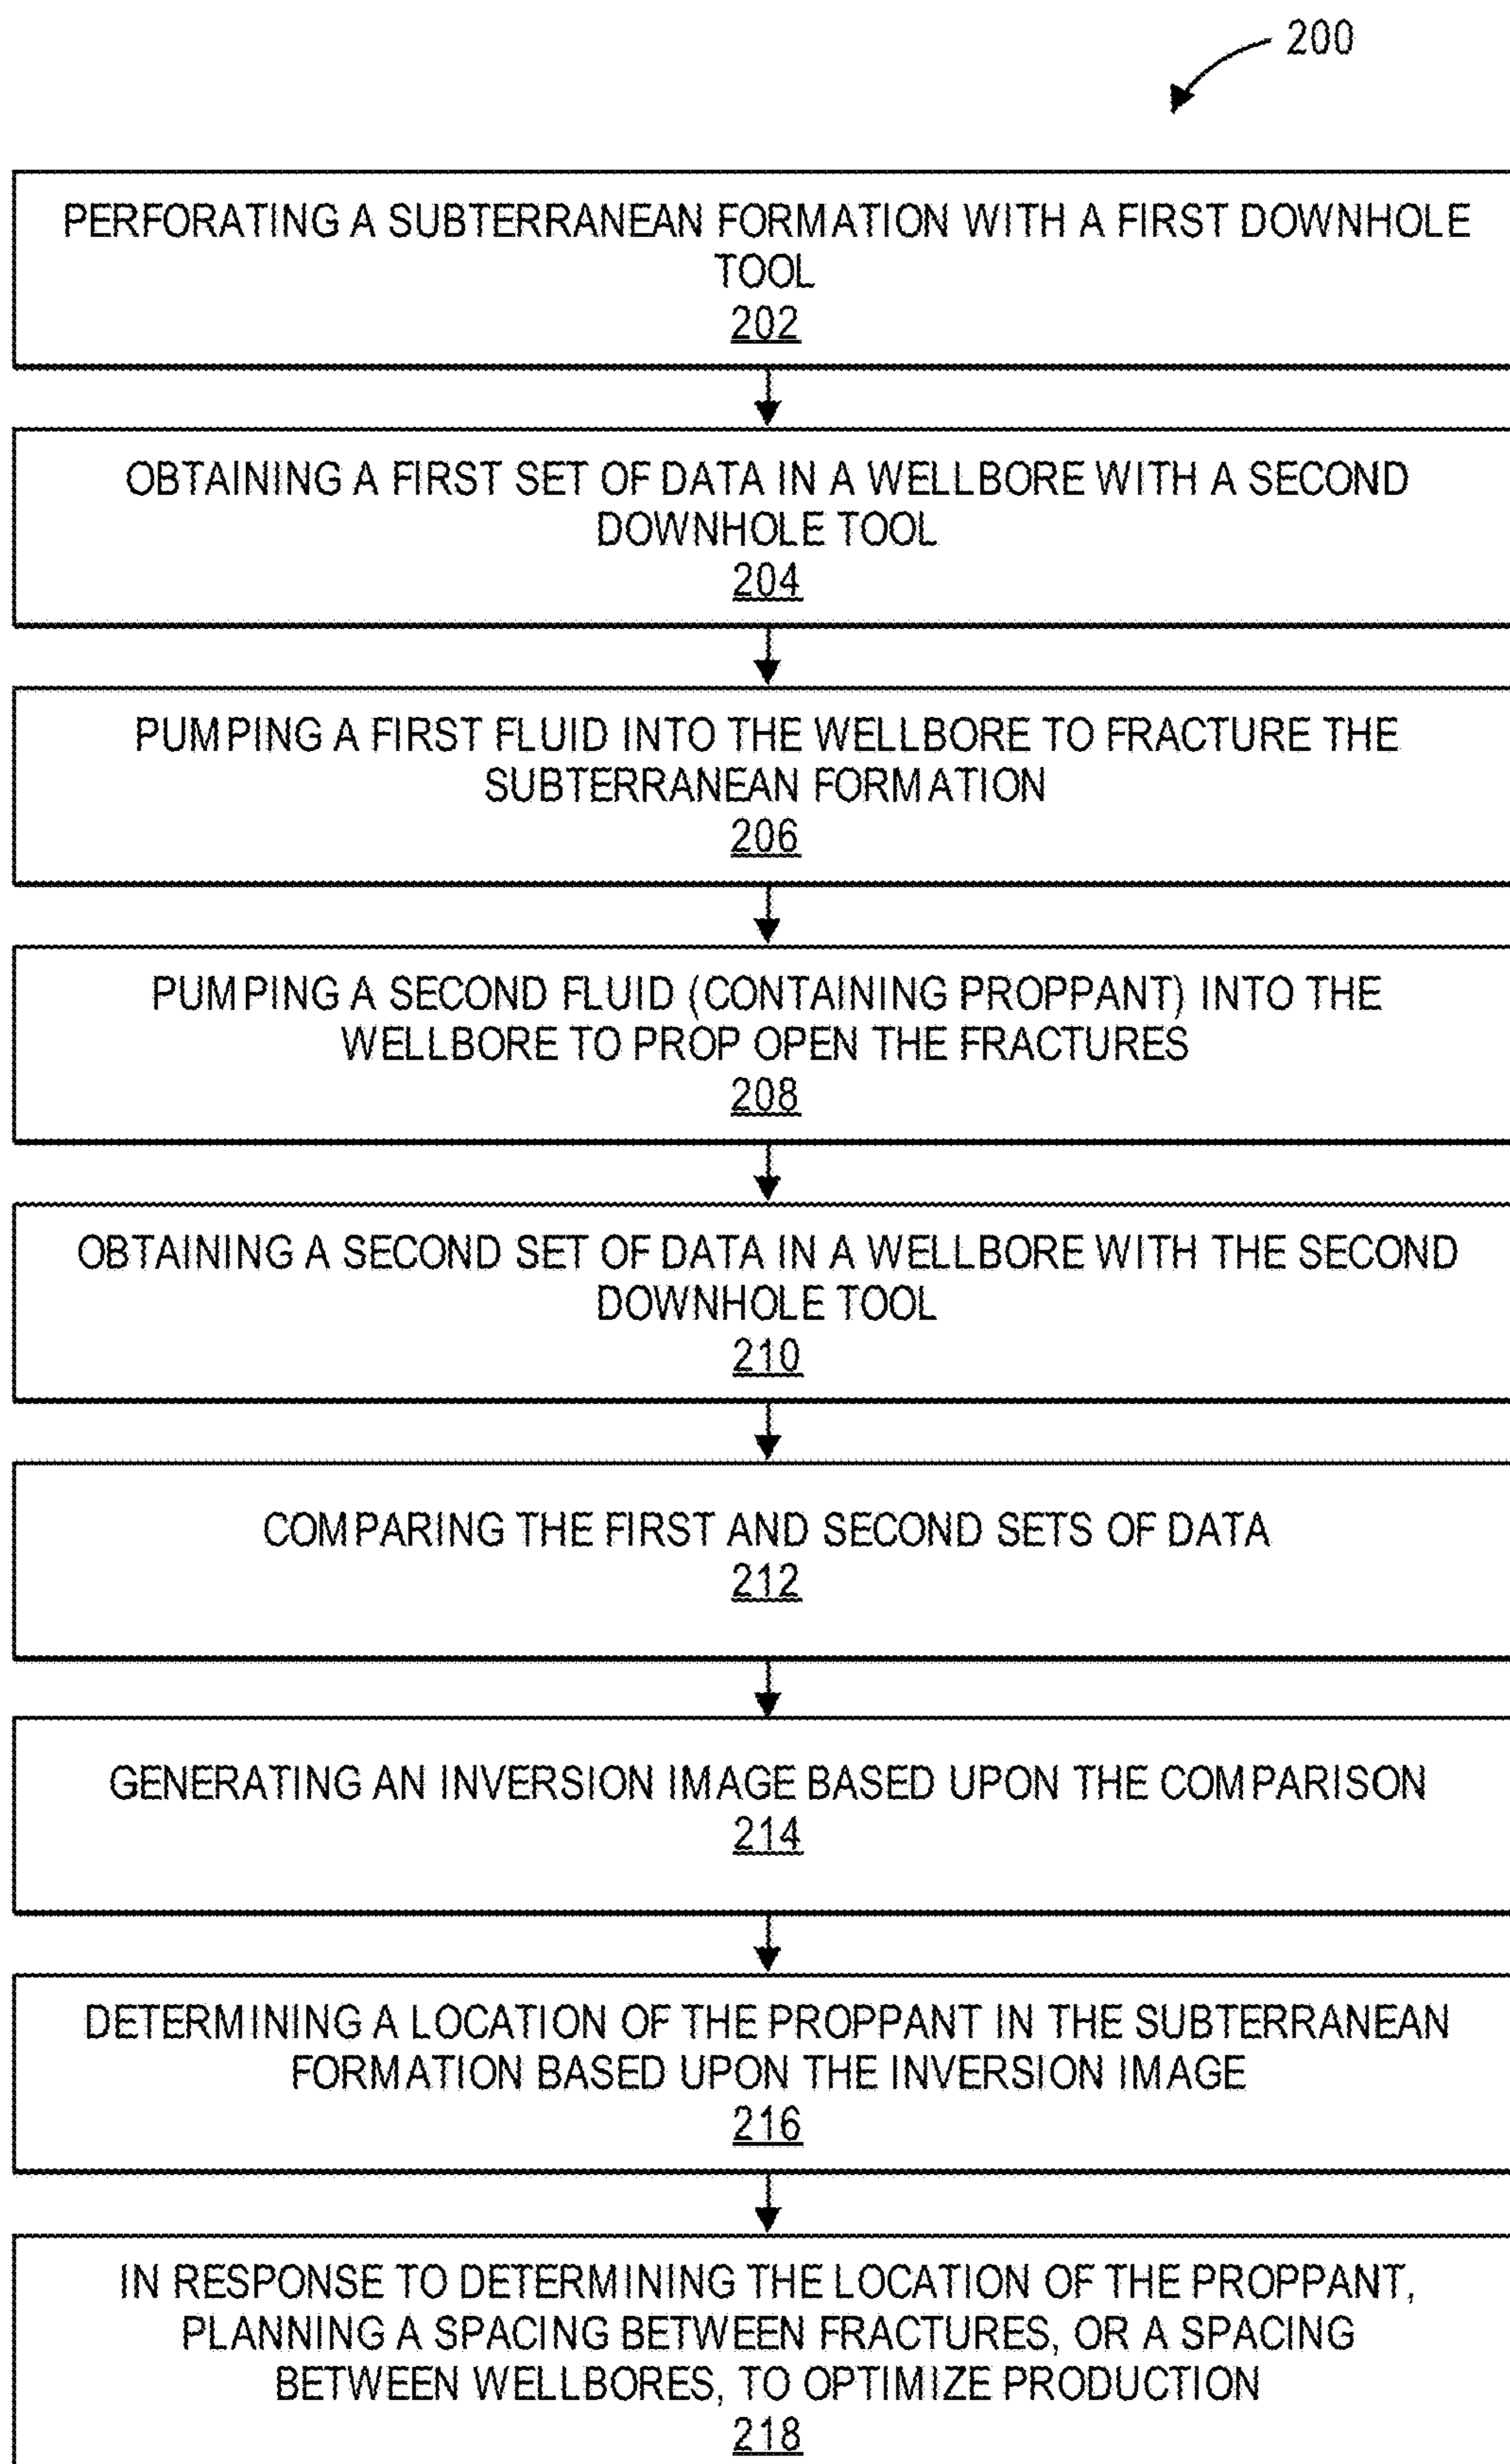 200
PERFORATING A SUBTERRANEAN FORMATION WITH A FIRST DOWNHOLE
TOOL
202
OBTAINING A FIRST SET OF DATA IN A WELLBORE WITH A SECOND
DOWNHOLE TOOL
204
PUMPING A FIRST FLUID INTO THE WELLBORE TO FRACTURE THE
SUBTERRANEAN FORMATION
206
PUMPING A SECOND FLUID (CONTAINING PROPPANT) INTO THE
WELLBORE TO PROP OPEN THE FRACTURES
208
OBTAINING A SECOND SET OF DATA IN A WELLBORE WITH THE SECOND
DOWNHOLE TOOL
210
COMPARING THE FIRST AND SECOND SETS OF DATA
212
GENERATING AN INVERSION IMAGE BASED UPON THE COMPARISON
214
DETERMINING A LOCATION OF THE PROPPANT IN THE SUBTERRANEAN
FORMATION BASED UPON THE INVERSION IMAGE
216
IN RESPONSE TO DETERMINING THE LOCATION OF THE PROPPANT,
PLANNING A SPACING BETWEEN FRACTURES, OR A SPACING
BETWEEN WELLBORES, TO OPTIMIZE PRODUCTION
218